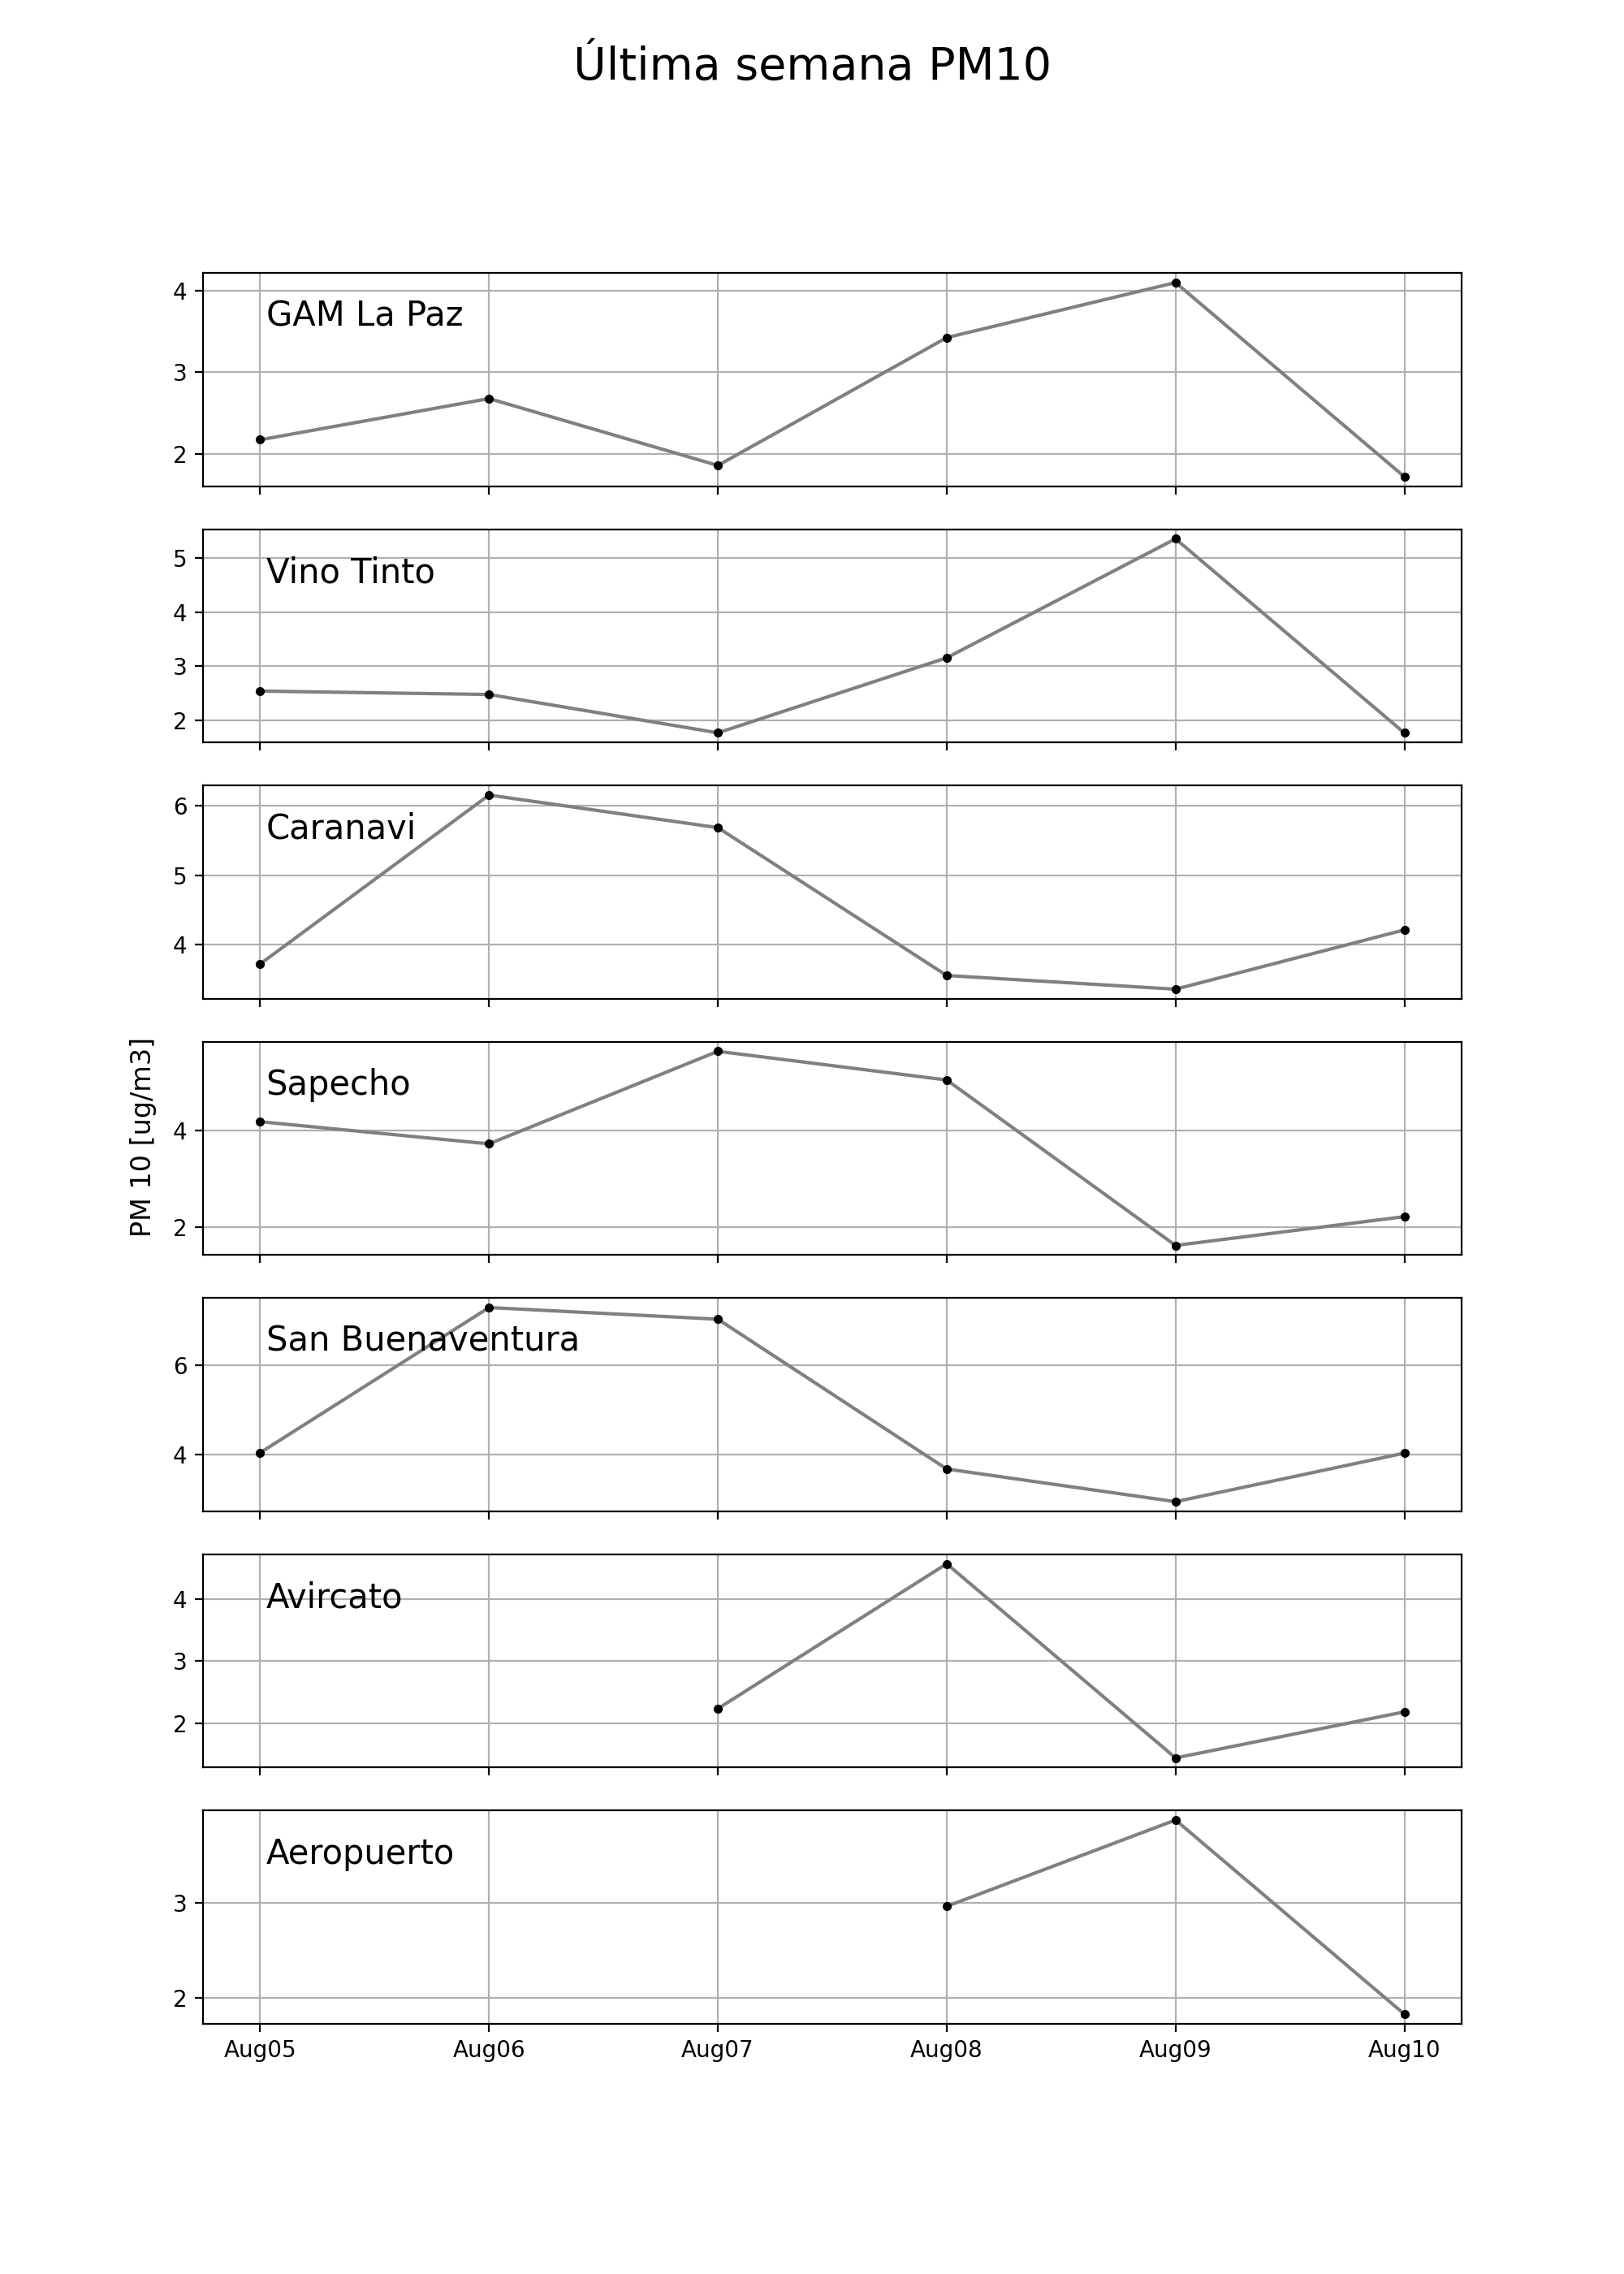 Última semana PM10
GAM La Paz
4
3
2
Vino Tinto
5
4
3
2
Caranavi
6
5
4
PM 10 [ug/m3]
Sapecho
4
2
San Buenaventura
6
4
Avircato
4
3
2
Aeropuerto
3
2
Aug05 Aug06 Aug07 Aug08 Aug09 Aug10